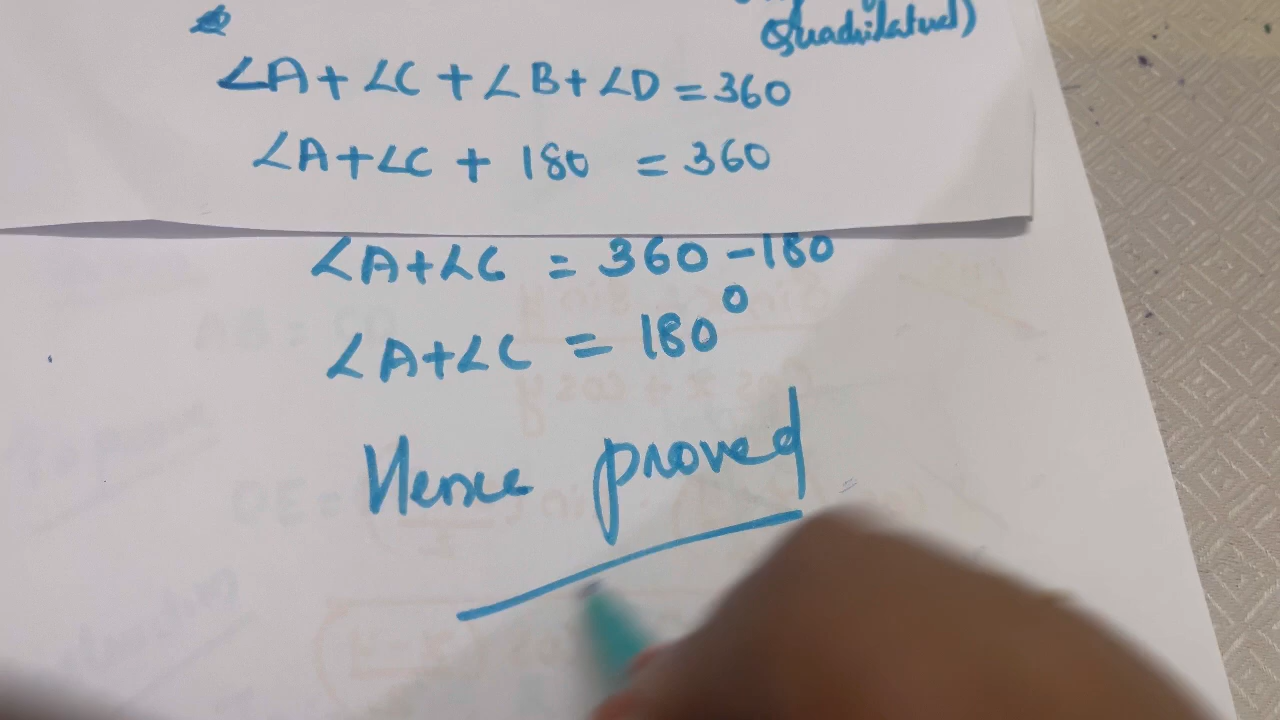 Quadrilateral)
∠A + ∠C + ∠B + ∠D = 360
∠A + ∠C + 180 = 360
∠A + ∠C = 360 - 180
∠A + ∠C = 180°
Hence proved